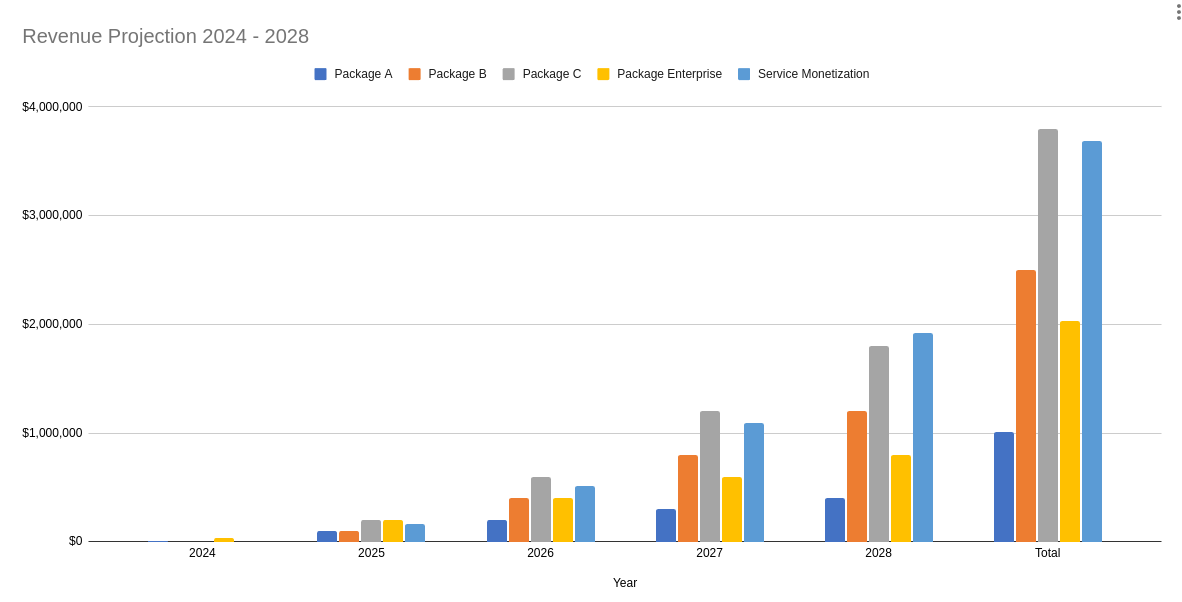 Revenue Projection 2024 - 2028
Package A Package B Package C Package Enterprise Service Monetization
$4,000,000
$3,000,000
$2,000,000
$1,000,000
$0
2024 2025 2026 2027 2028 Total
Year